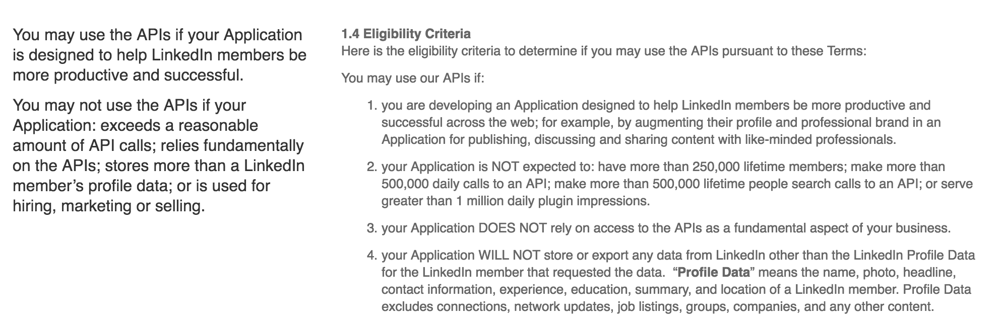 You may use the APIs if your Application
is designed to help LinkedIn members be
more productive and successful.
You may not use the APIs if your
Application: exceeds a reasonable
amount of API calls; relies fundamentally
on the APIs; stores more than a LinkedIn
member’s profile data; or is used for
hiring, marketing or selling.
1.4 Eligibility Criteria
Here is the eligibility criteria to determine if you may use the APIs pursuant to these Terms:
You may use our APIs if:
1. you are developing an Application designed to help LinkedIn members be more productive and
successful across the web; for example, by augmenting their profile and professional brand in an
Application for publishing, discussing and sharing content with like-minded professionals.
2. your Application is NOT expected to: have more than 250,000 lifetime members; make more than
500,000 daily calls to an API; make more than 500,000 lifetime people search calls to an API; or serve
greater than 1 million daily plugin impressions.
3. your Application DOES NOT rely on access to the APIs as a fundamental aspect of your business.
4. your Application WILL NOT store or export any data from LinkedIn other than the LinkedIn Profile Data
for the LinkedIn member that requested the data.  “Profile Data” means the name, photo, headline,
contact information, experience, education, summary, and location of a LinkedIn member. Profile Data
excludes connections, network updates, job listings, groups, companies, and any other content.